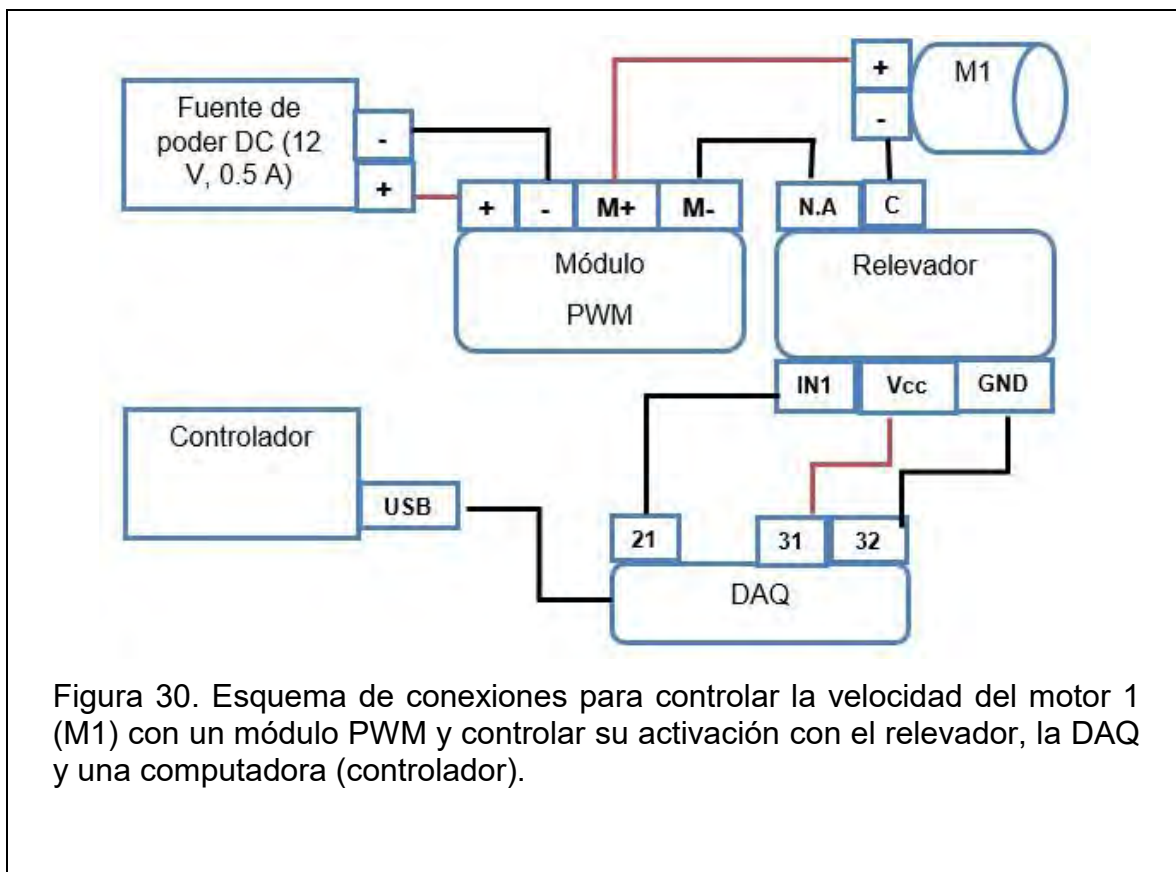 Fuente de
poder DC (12
V, 0.5 A)
-
+
+
-
M+
M-
+
-
M1
N.A
C
Módulo
PWM
Relevador
IN1
Vcc
GND
Controlador
USB
21
31
32
DAQ
Figura 30. Esquema de conexiones para controlar la velocidad del motor 1
(M1) con un módulo PWM y controlar su activación con el relevador, la DAQ
y una computadora (controlador).